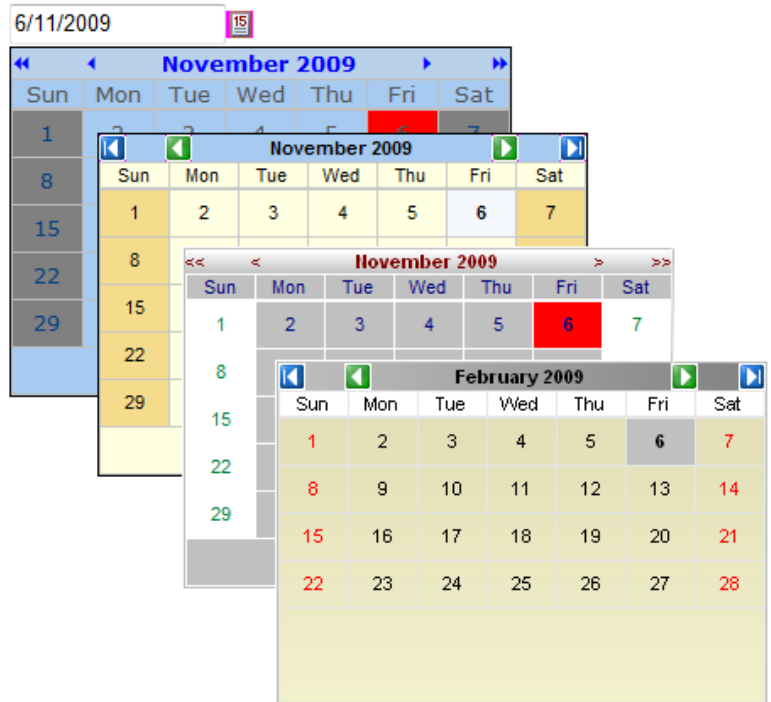 6/11/2009 15
November 2009
Sun Mon Tue Wed Thu Fri Sat
1
8
15
22
29
November 2009
Sun Mon Tue Wed Thu Fri Sat
1 2 3 4 5 6 7
8
15
22
29
<< < November 2009 > >>
Sun Mon Tue Wed Thu Fri Sat
1 2 3 4 5 6 7
8
15
22
29
February 2009
Sun Mon Tue Wed Thu Fri Sat
1 2 3 4 5 6 7
8 9 10 11 12 13 14
15 16 17 18 19 20 21
22 23 24 25 26 27 28